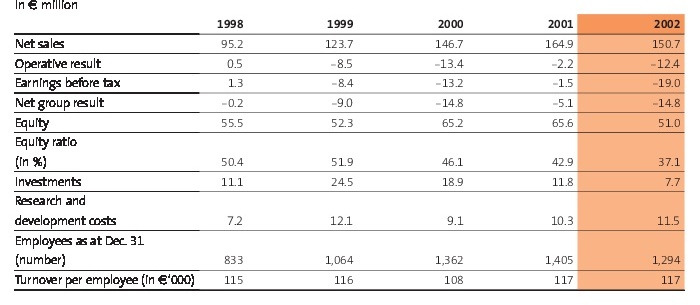 in € million
1998 1999 2000 2001 2002
Net sales 95.2 123.7 146.7 164.9 150.7
Operative result 0.5 –8.5 –13.4 –2.2 –12.4
Earnings before tax 1.3 –8.4 –13.2 –1.5 –19.0
Net group result –0.2 –9.0 –14.8 –5.1 –14.8
Equity 55.5 52.3 65.2 65.6 51.0
Equity ratio
(in %) 50.4 51.9 46.1 42.9 37.1
Investments 11.1 24.5 18.9 11.8 7.7
Research and
development costs 7.2 12.1 9.1 10.3 11.5
Employees as at Dec. 31
(number) 833 1,064 1,362 1,405 1,294
Turnover per employee (in €'000) 115 116 108 117 117